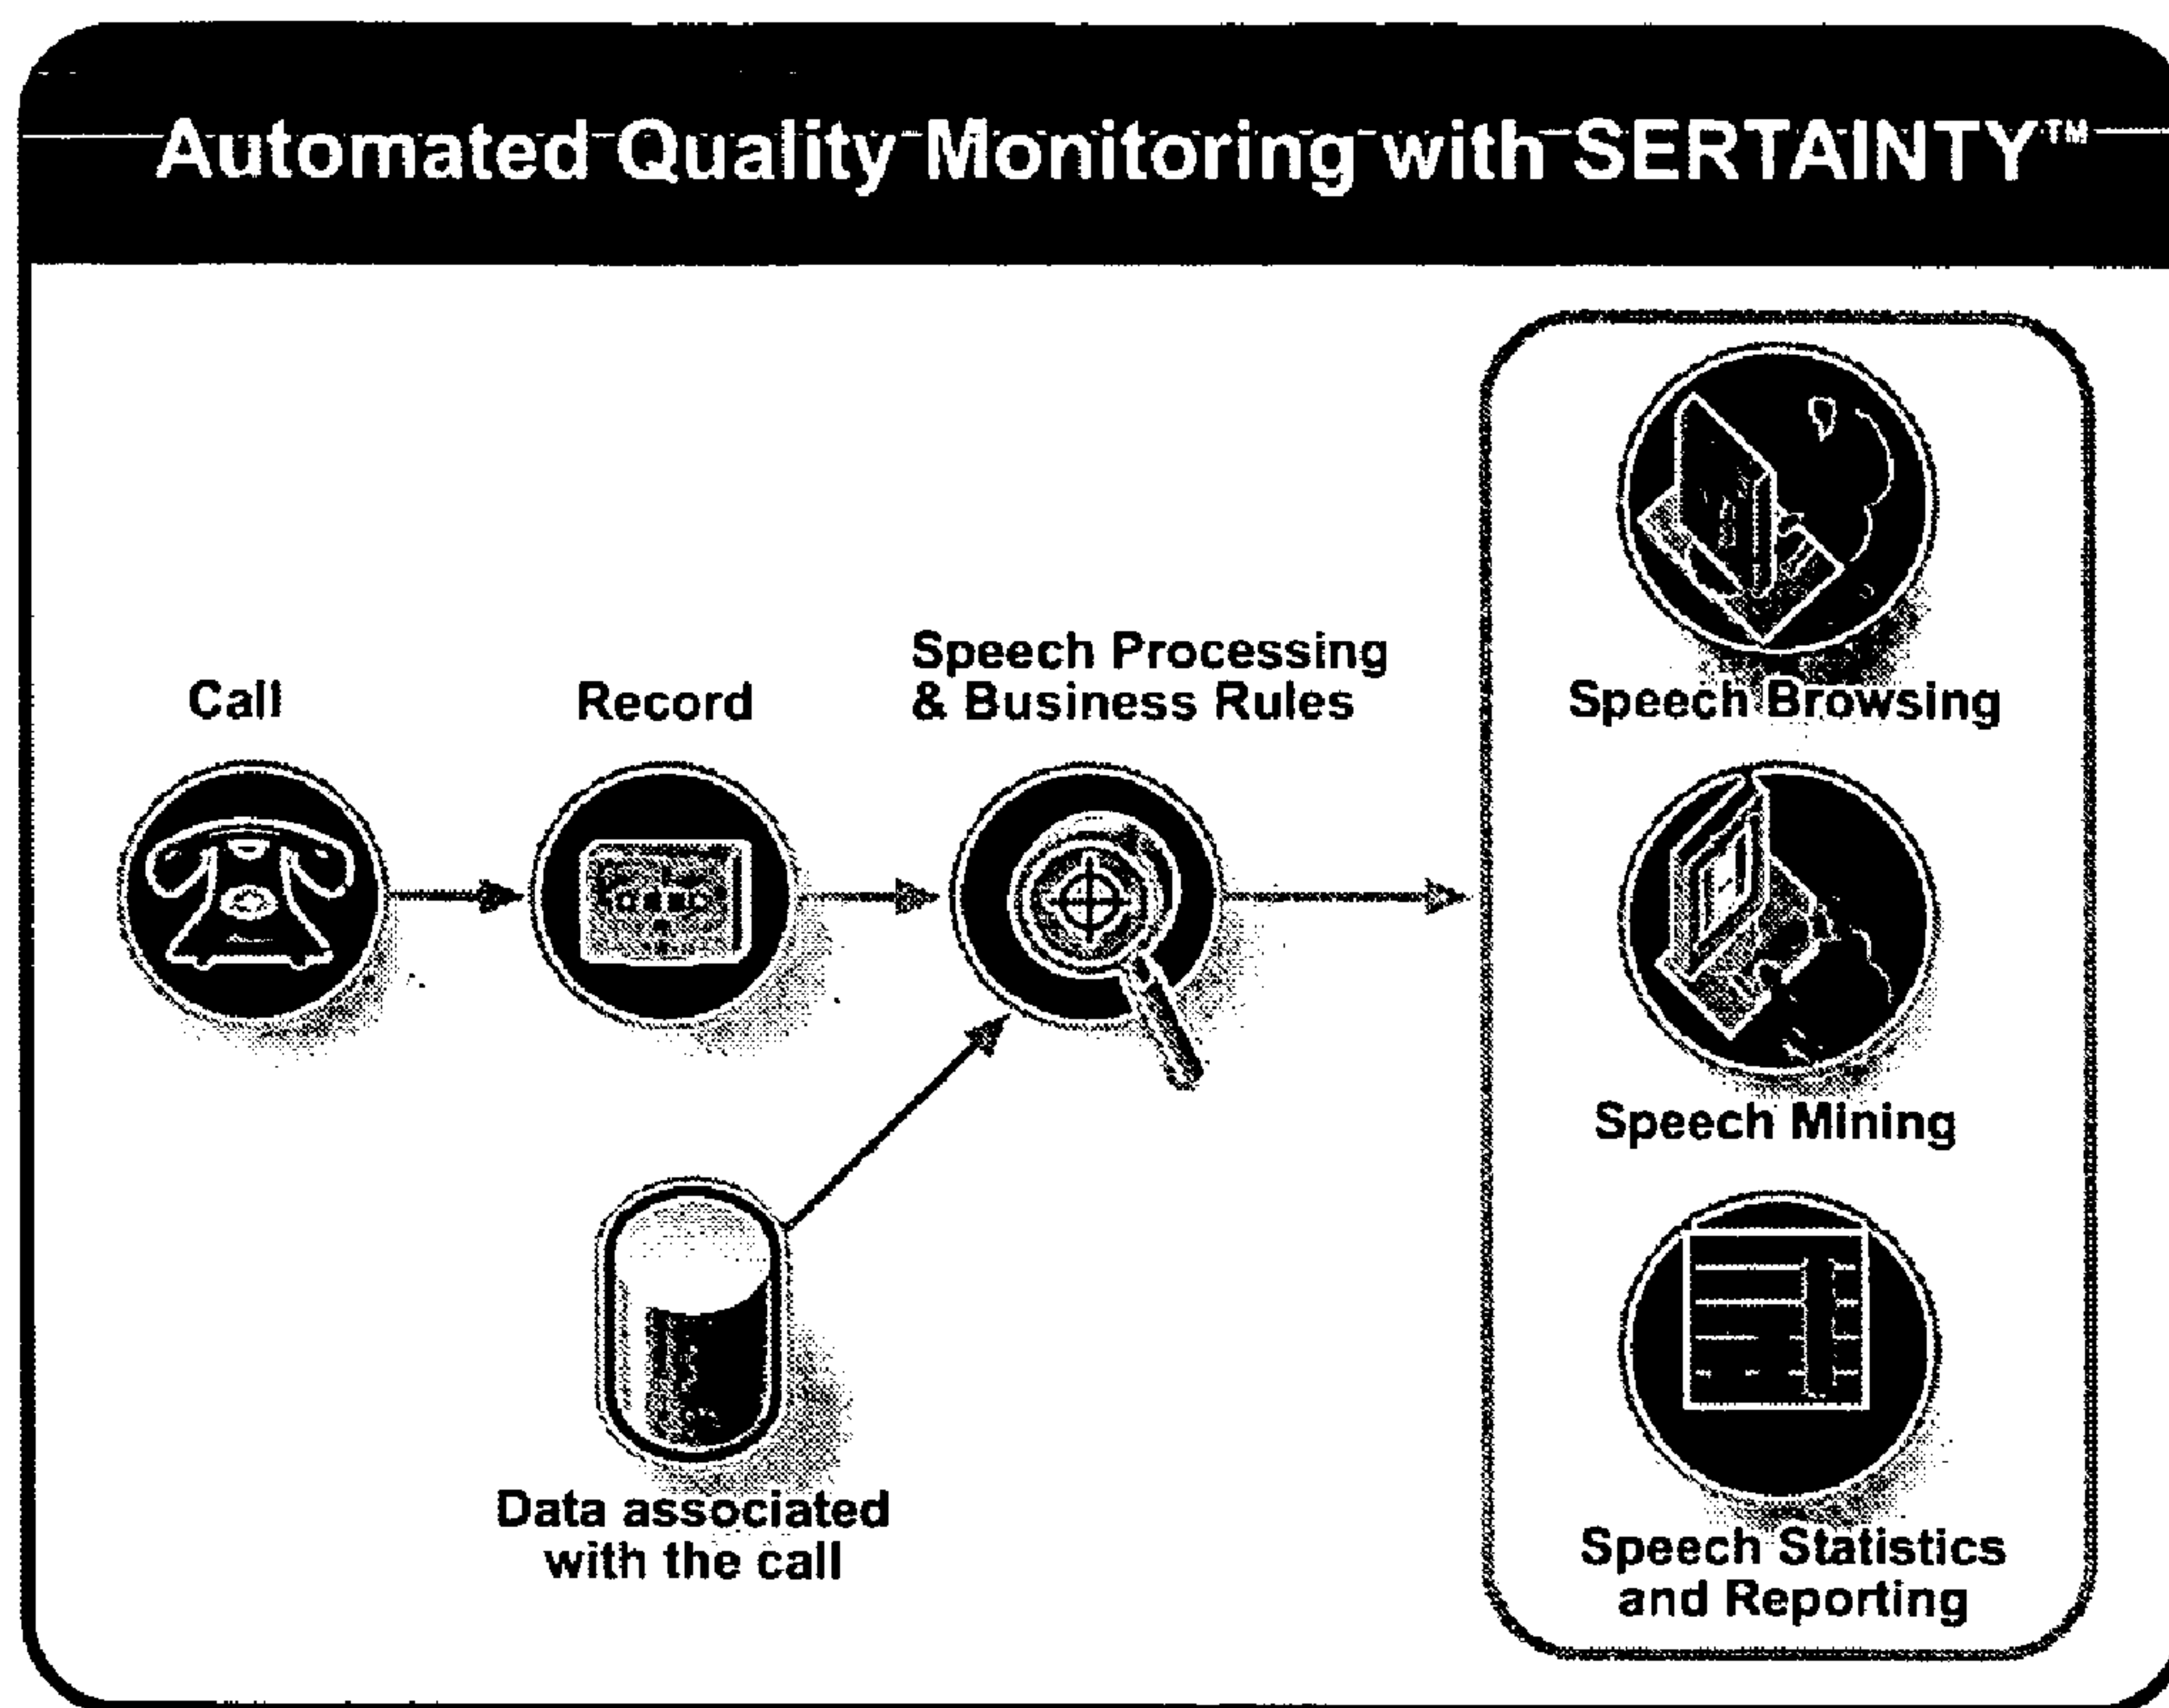 Automated Quality Monitoring with SERTAINTY™
Call
Record
Speech Processing
& Business Rules
Speech Browsing
Speech Mining
Data associated
with the call
Speech Statistics
and Reporting